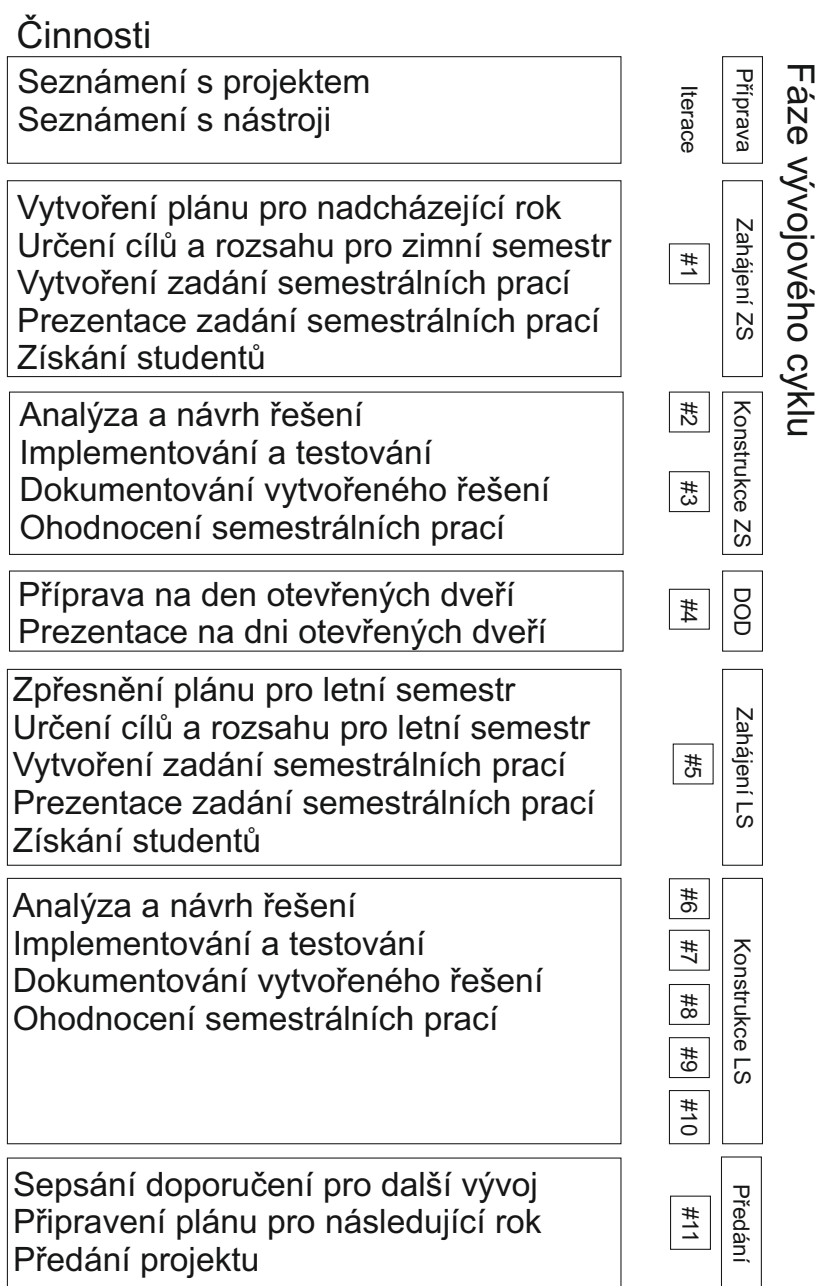 Činnosti
Seznámení s projektem
Seznámení s nástroji
Vytvoření plánu pro nadcházející rok
Určení cílů a rozsahu pro zimní semestr
Vytvoření zadání semestrálních prací
Prezentace zadání semestrálních prací
Získání studentů
Analýza a návrh řešení
Implementování a testování
Dokumentování vytvořeného řešení
Ohodnocení semestrálních prací
Příprava na den otevřených dveří
Prezentace na dni otevřených dveří
Zpřesnění plánu pro letní semestr
Určení cílů a rozsahu pro letní semestr
Vytvoření zadání semestrálních prací
Prezentace zadání semestrálních prací
Získání studentů
Analýza a návrh řešení
Implementování a testování
Dokumentování vytvořeného řešení
Ohodnocení semestrálních prací
Sepsání doporučení pro další vývoj
Připravení plánu pro následující rok
Předání projektu
Iterace
#1
#2
#3
#4
#5
#6
#7
#8
#9
#10
#11
Příprava
Zahájení ZS
Konstrukce ZS
DOD
Zahájení LS
Konstrukce LS
Předání
Fáze vývojového cyklu